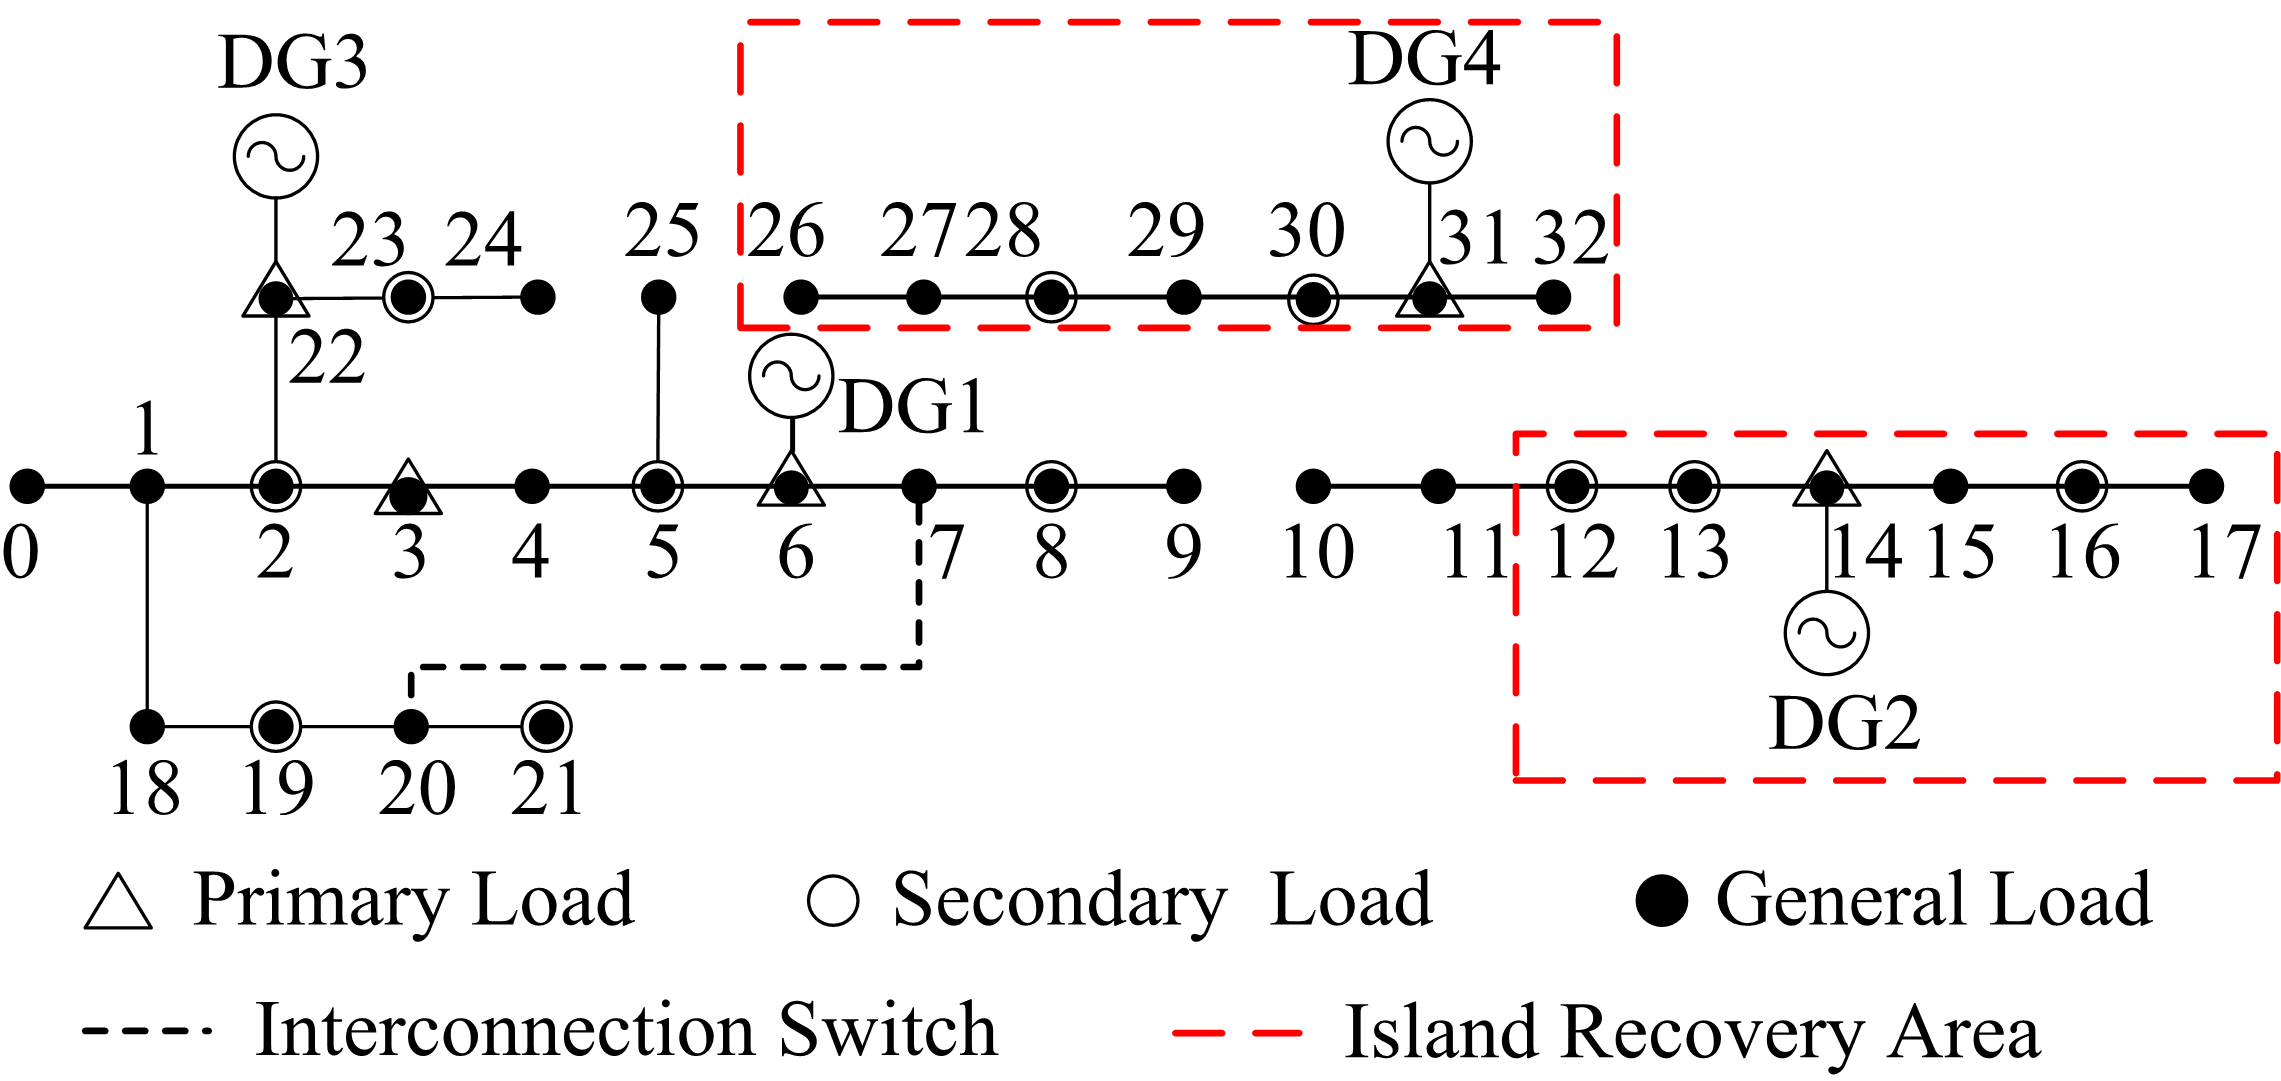 DG3
DG4
23 24 25 26 27 28 29 30 31 32
22
DG1
1
0 2 3 4 5 6 7 8 9 10 11 12 13 14 15 16 17
DG2
18 19 20 21
Primary Load Secondary Load General Load
Interconnection Switch Island Recovery Area